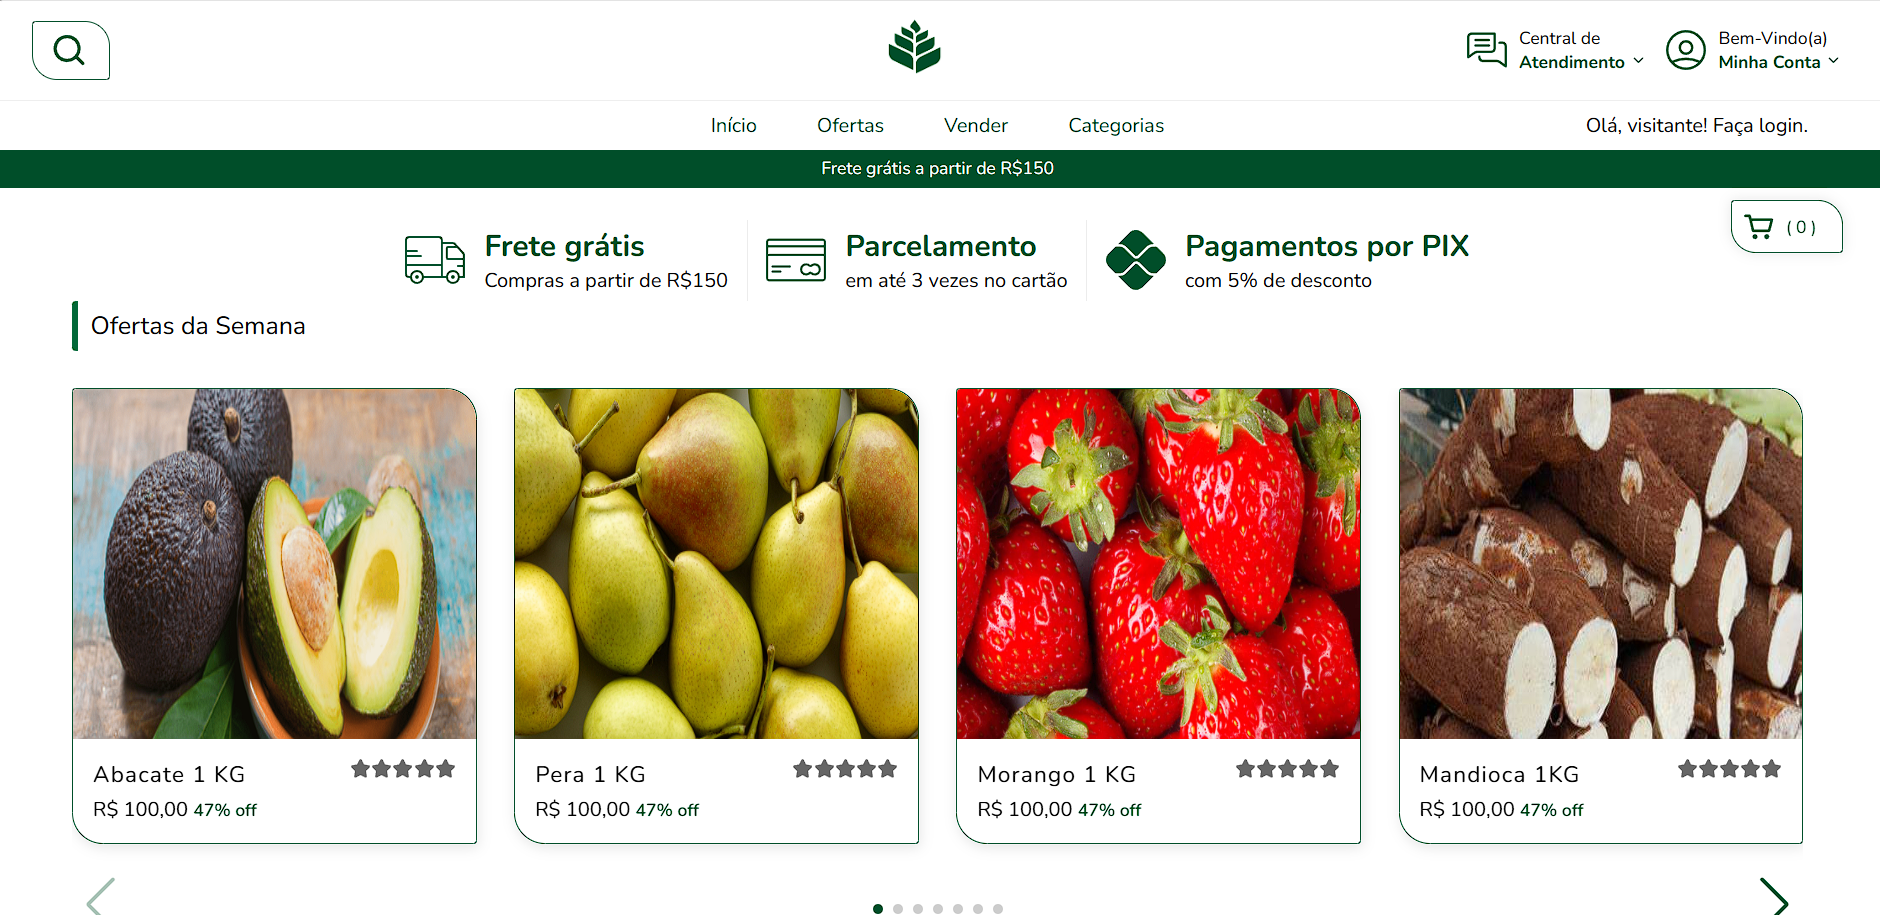 Central de
Atendimento
Bem-Vindo(a)
Minha Conta
Início
Ofertas
Vender
Categorias
Olá, visitante! Faça login.
Frete grátis a partir de R$150
( 0 )
Frete grátis
Compras a partir de R$150
Parcelamento
em até 3 vezes no cartão
Pagamentos por PIX
com 5% de desconto
Ofertas da Semana
Abacate 1 KG
R$ 100,00 47% off
Pera 1 KG
R$ 100,00 47% off
Morango 1 KG
R$ 100,00 47% off
Mandioca 1KG
R$ 100,00 47% off